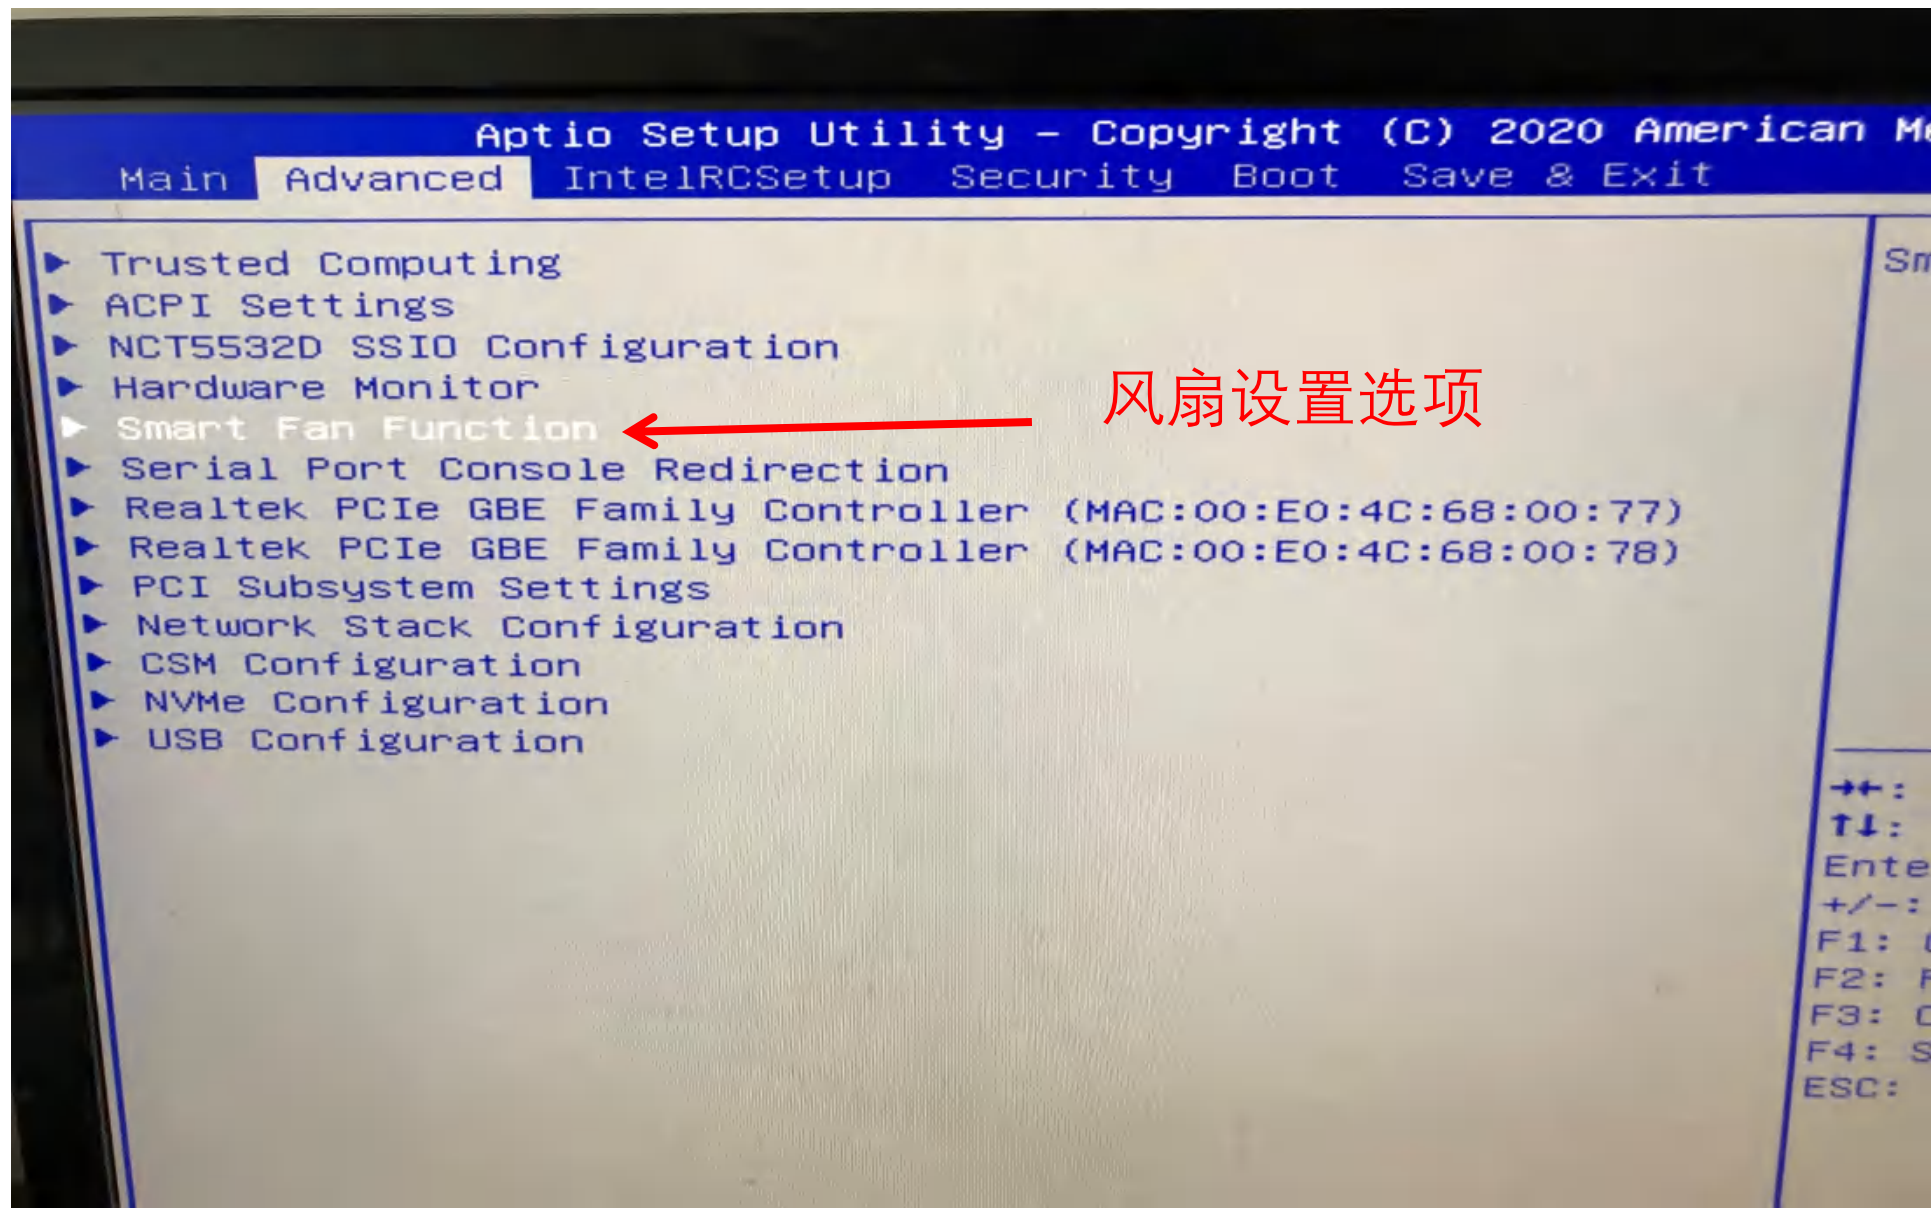 Aptio Setup Utility – Copyright (C) 2020 American
Main Advanced IntelRCSetup Security Boot Save & Exit
► Trusted Computing
► ACPI Settings
► NCT5532D SSIO Configuration
► Hardware Monitor
► Smart Fan Function
风扇设置选项
► Serial Port Console Redirection
► Realtek PCIe GBE Family Controller (MAC:00:E0:4C:68:00:77)
► Realtek PCIe GBE Family Controller (MAC:00:E0:4C:68:00:78)
► PCI Subsystem Settings
► Network Stack Configuration
► CSM Configuration
► NVMe Configuration
► USB Configuration
Sm
→←:
↑↓:
Ente
+/-:
F1:
F2:
F3:
F4: S
ESC: